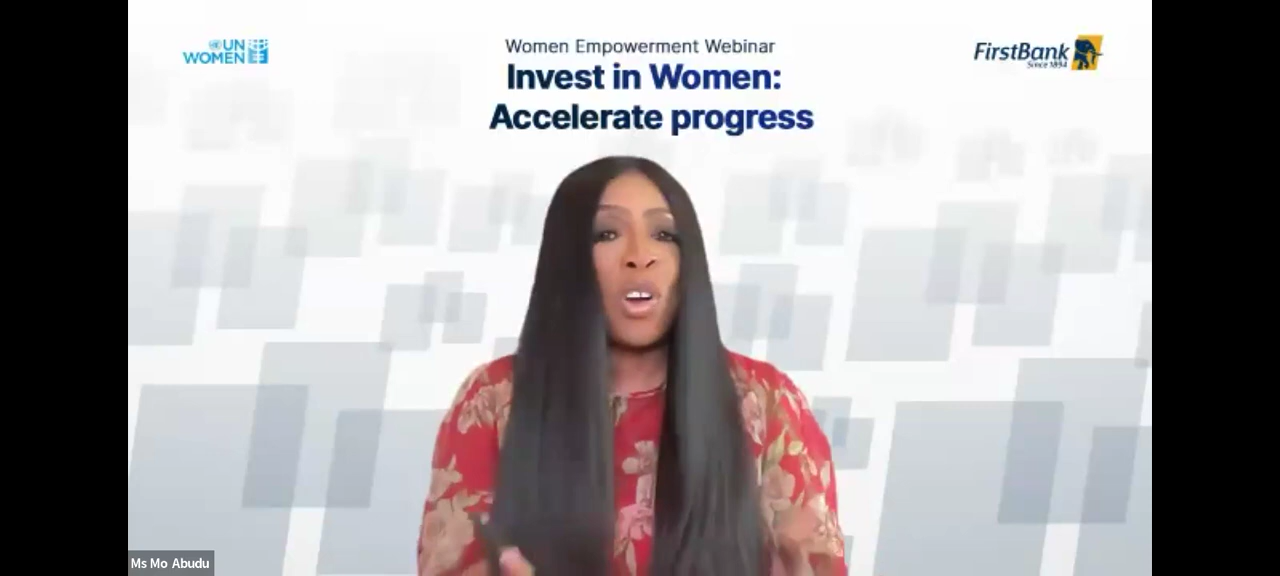 UN
WOMEN
Women Empowerment Webinar
Invest in Women:
Accelerate progress
FirstBank
Since 1894
Ms Mo Abudu